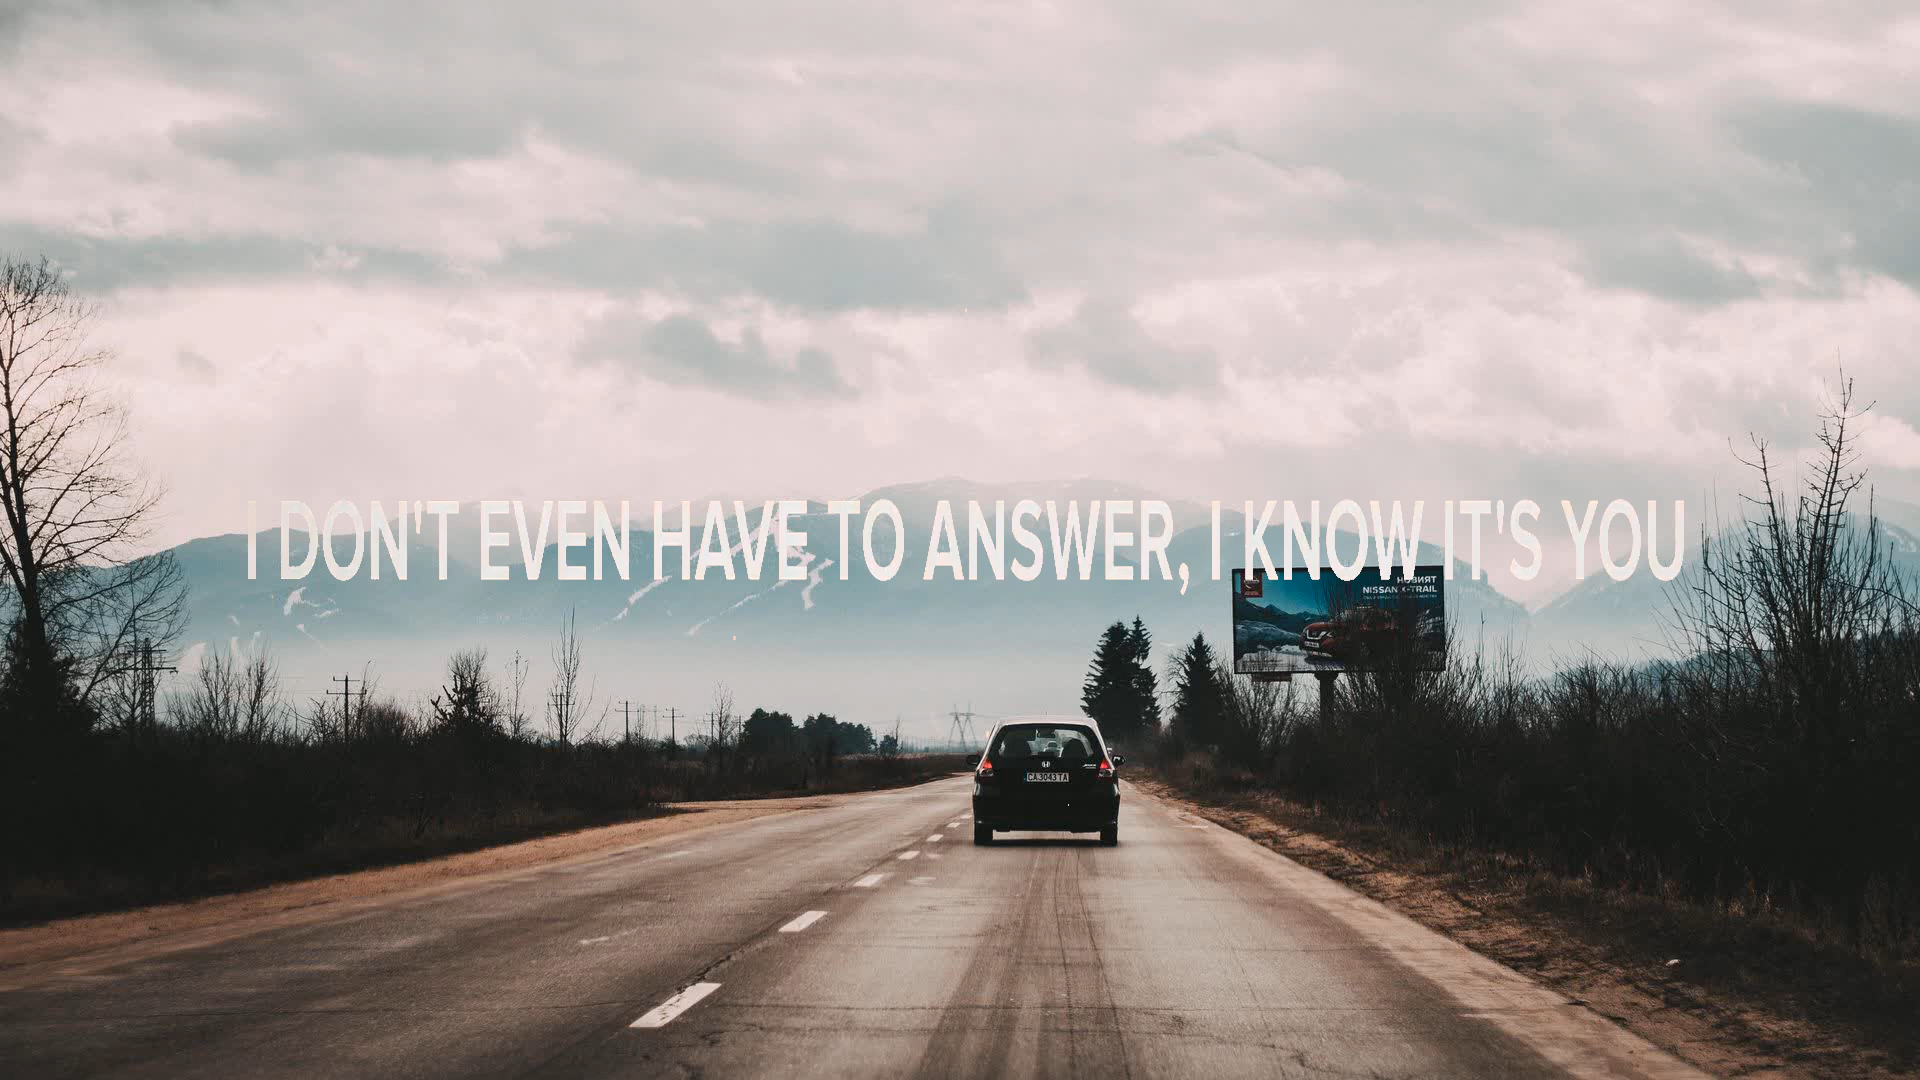 I DON'T EVEN HAVE TO ANSWER, I KNOW IT'S YOU
НОВИЯТ
NISSAN X-TRAIL
CA 3043 TA